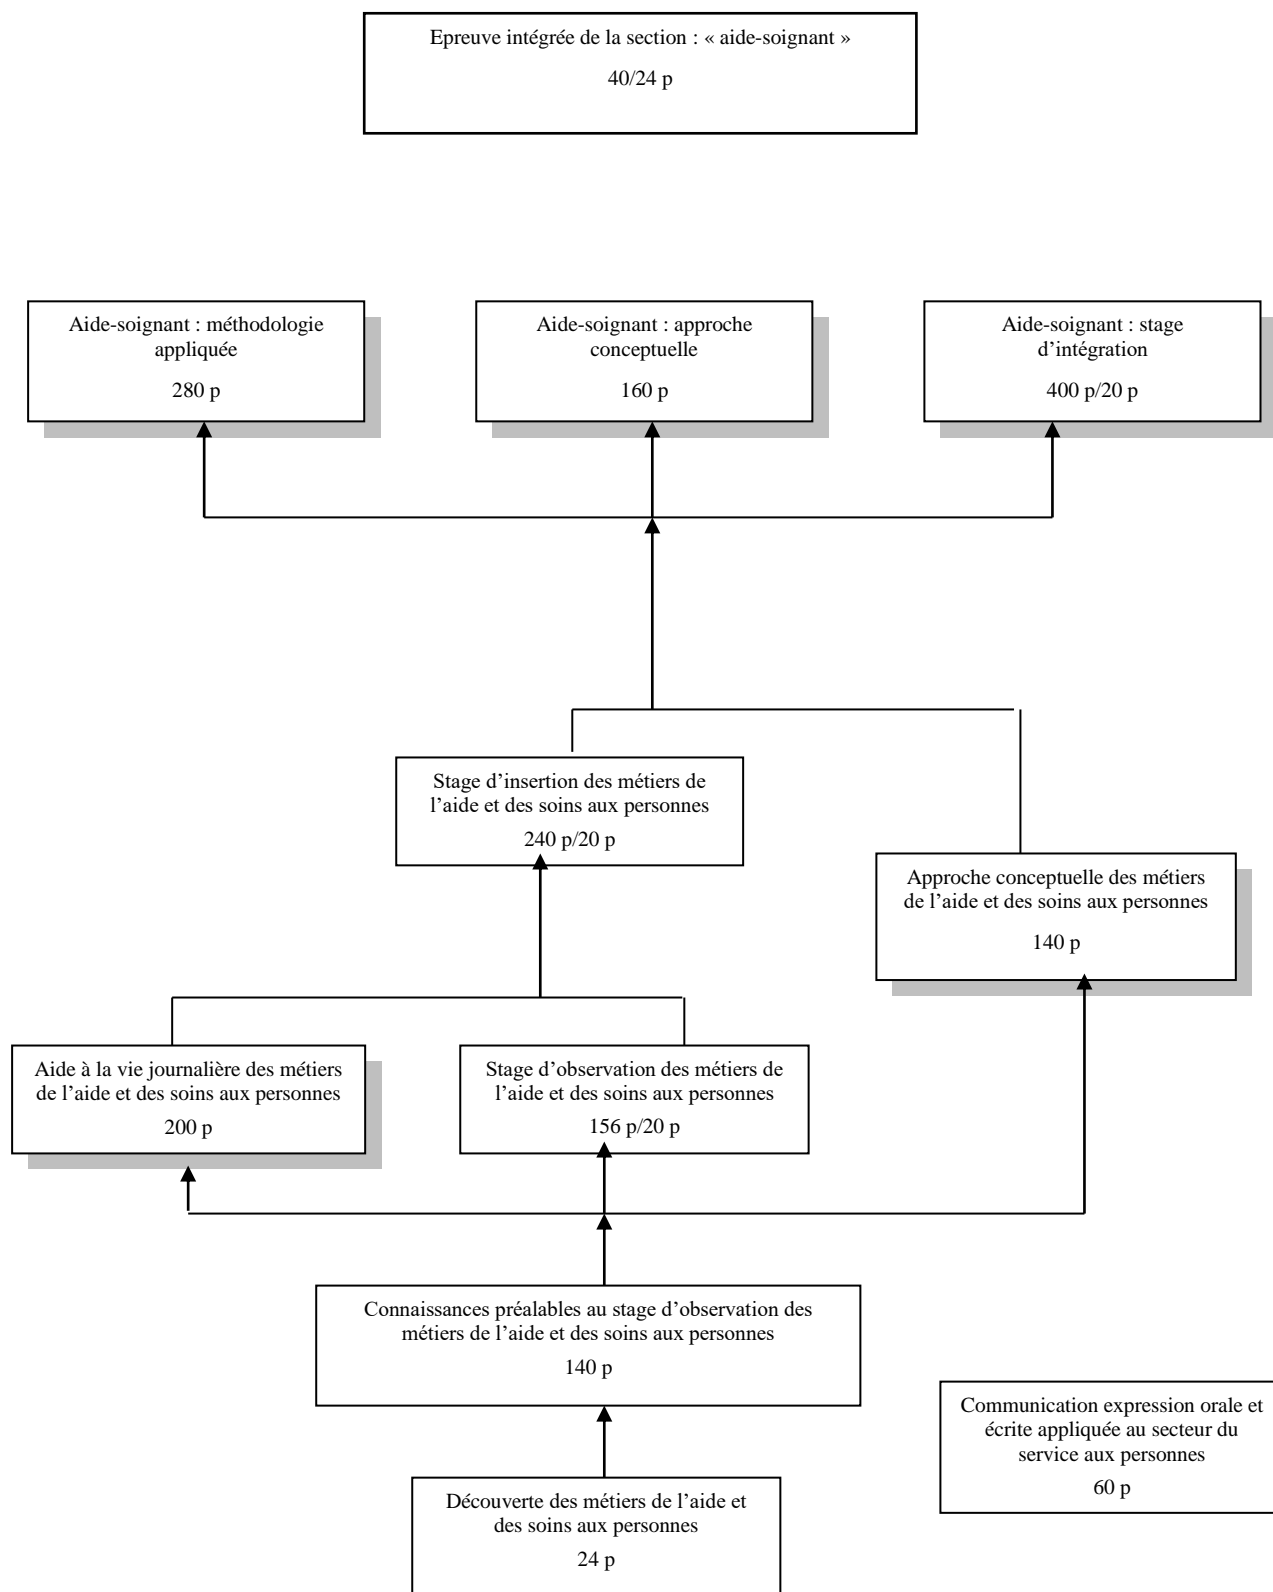 Epreuve intégrée de la section : « aide-soignant »
40/24 p
Aide-soignant : méthodologie
appliquée
280 p
Aide-soignant : approche
conceptuelle
160 p
Aide-soignant : stage
d’intégration
400 p/20 p
Stage d’insertion des métiers de
l’aide et des soins aux personnes
240 p/20 p
Approche conceptuelle des métiers
de l’aide et des soins aux personnes
140 p
Aide à la vie journalière des métiers
de l’aide et des soins aux personnes
200 p
Stage d’observation des métiers de
l’aide et des soins aux personnes
156 p/20 p
Connaissances préalables au stage d’observation des
métiers de l’aide et des soins aux personnes
140 p
Communication expression orale et
écrite appliquée au secteur du
service aux personnes
60 p
Découverte des métiers de l’aide et
des soins aux personnes
24 p